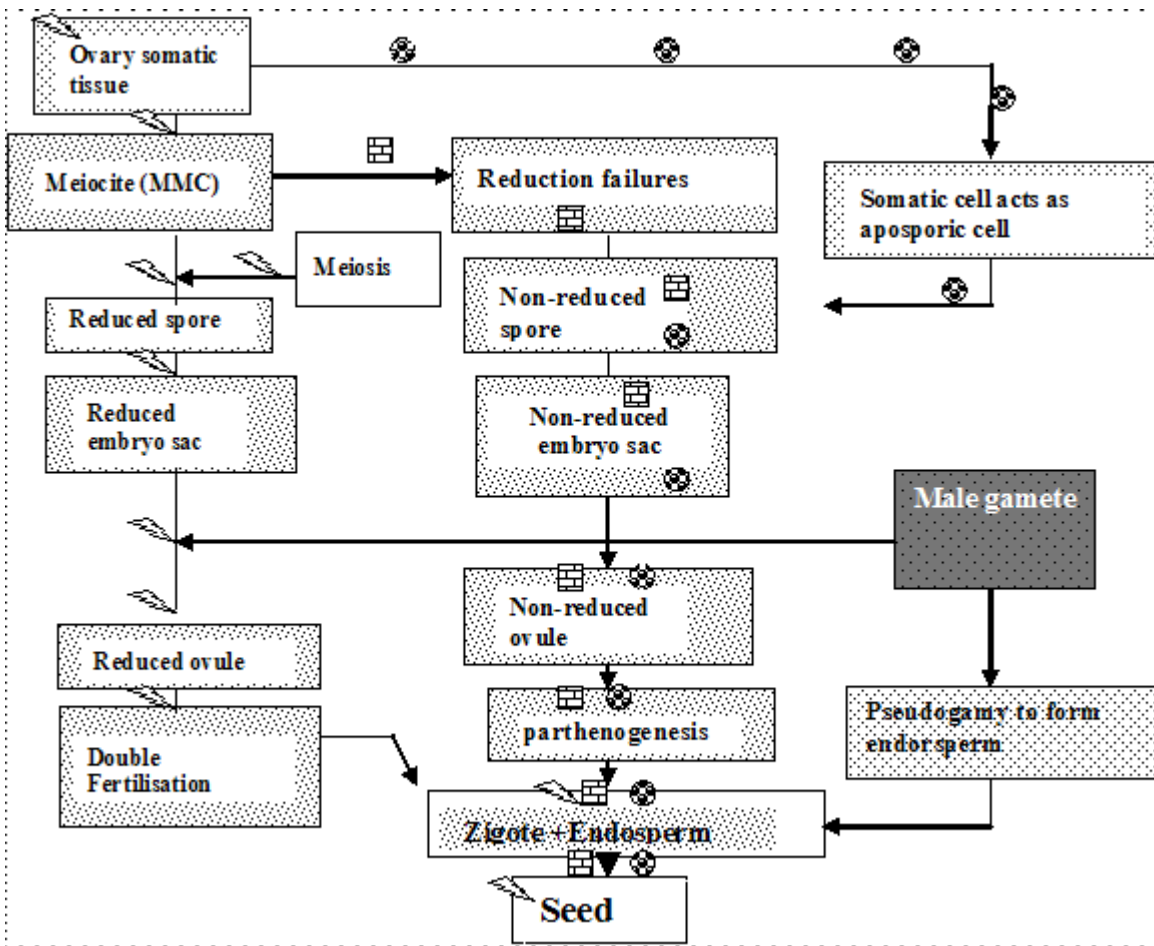 Ovary somatic
tissue
Meiocite (MMC)
Reduction failures
Somatic cell acts as
aposporic cell
Meiosis
Non-reduced
spore
Reduced spore
Reduced
embryo sac
Non-reduced
embryo sac
Male gamete
Non-reduced
ovule
Reduced ovule
parthenogenesis
Pseudogamy to form
endorsperm
Double
Fertilisation
Zigote +Endosperm
Seed